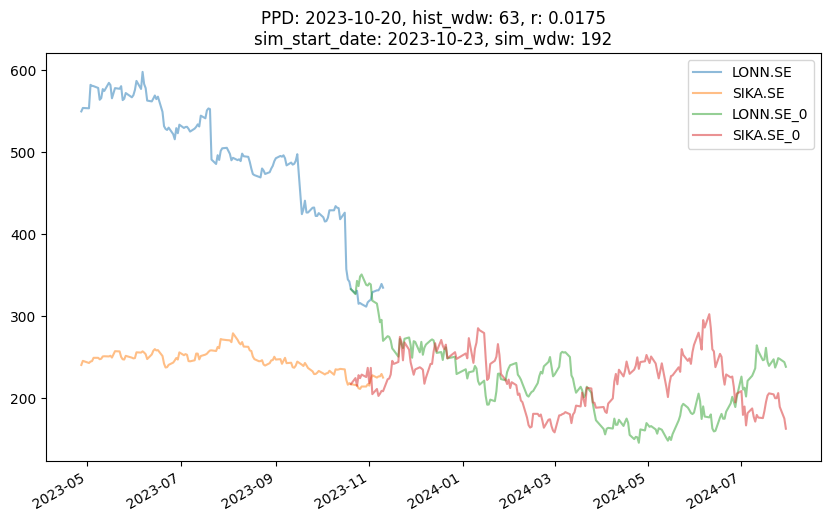 PPD: 2023-10-20, hist_wdw: 63, r: 0.0175
sim_start_date: 2023-10-23, sim_wdw: 192
LONN.SE
SIKA.SE
LONN.SE_0
SIKA.SE_0
600
500
400
300
200
2023-05
2023-07
2023-09
2023-11
2024-01
2024-03
2024-05
2024-07